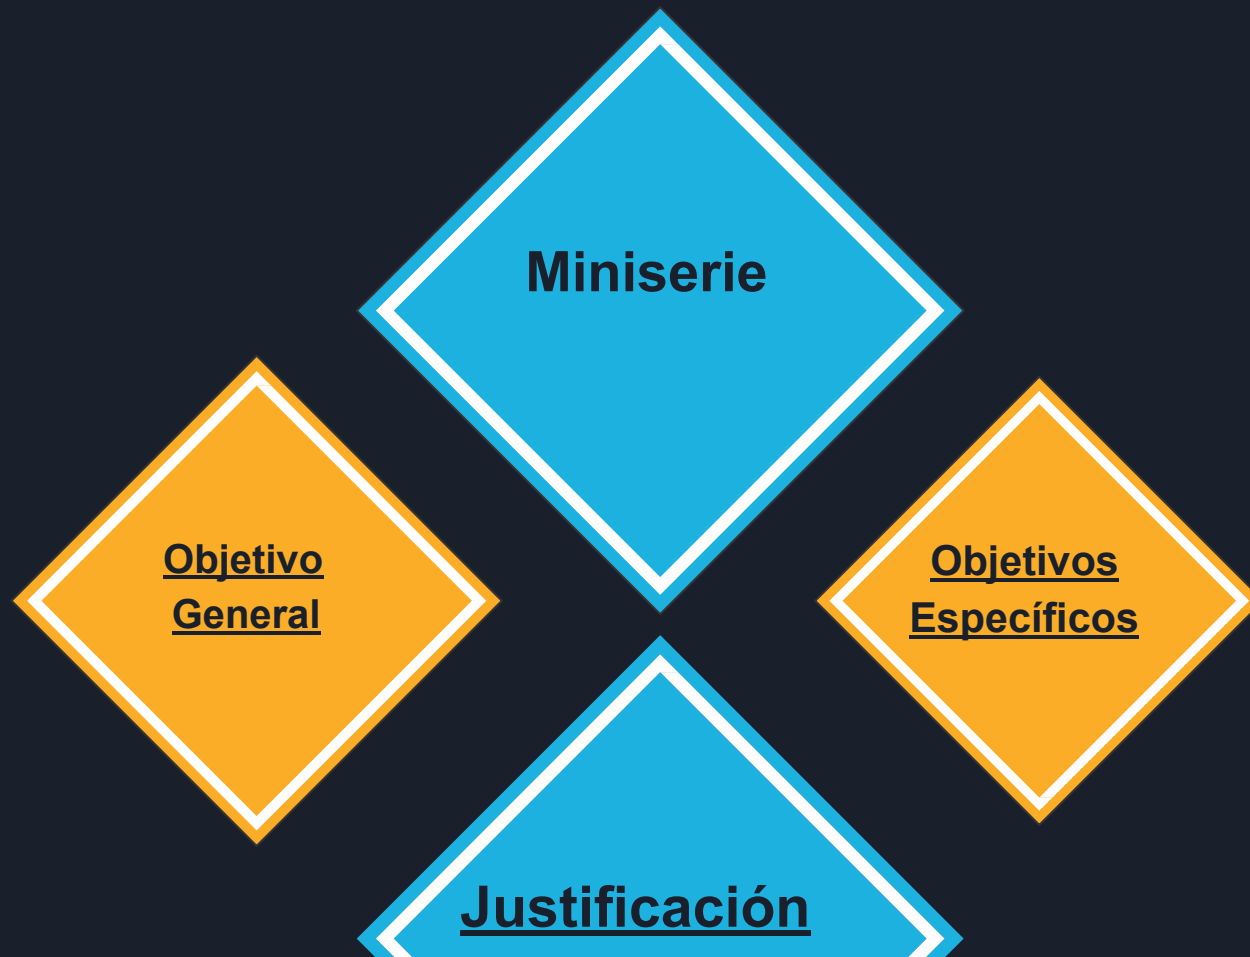 Miniserie
Objetivo
General
Objetivos
Específicos
Justificación